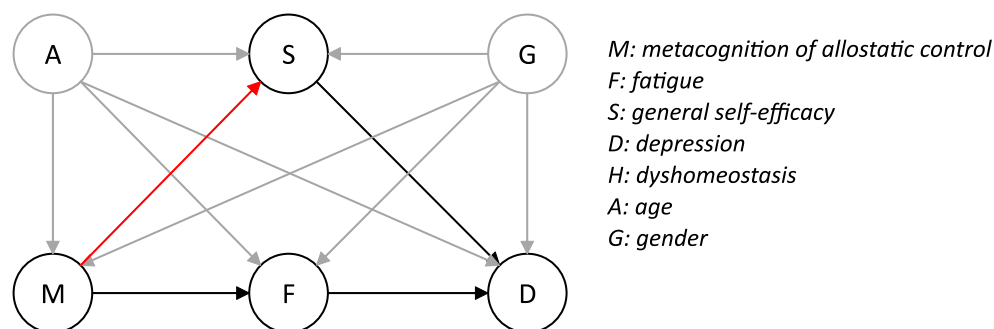 A
S
G
M
F
D
M: metacognition of allostatic control
F: fatigue
S: general self-efficacy
D: depression
H: dyshomeostasis
A: age
G: gender